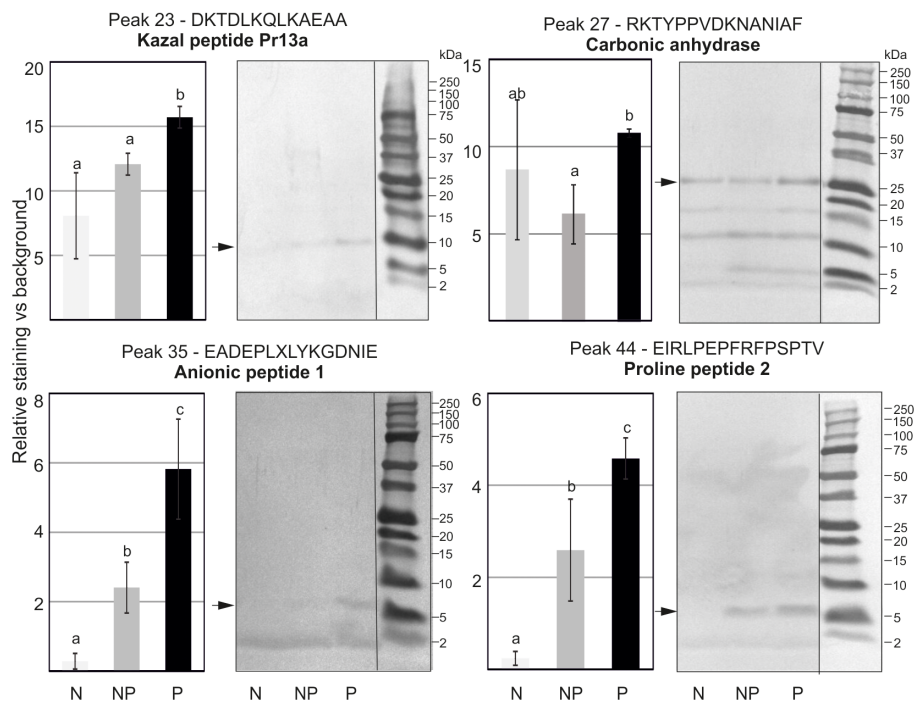 Peak 23 - DKTDLKQLKAEAA
Kazal peptide Pr13a
Peak 27 - RKTYPPVDKNANIAF
Carbonic anhydrase
kDa
20
15
10
5
a
a
b
250
150
100
75
50
37
25
20
15
10
5
2
kDa
15
10
5
ab
a
b
250
150
100
75
50
37
25
20
15
10
5
2
Relative staining vs background
Peak 35 - EADEPLXLYKGDNIE
Anionic peptide 1
Peak 44 - EIRLPEPFRFPSPTV
Proline peptide 2
8
6
4
2
a
b
c
250
150
100
75
50
37
25
20
15
10
5
2
6
4
2
a
b
c
250
150
100
75
50
37
25
20
15
10
5
2
N NP P N NP P N NP P N NP P